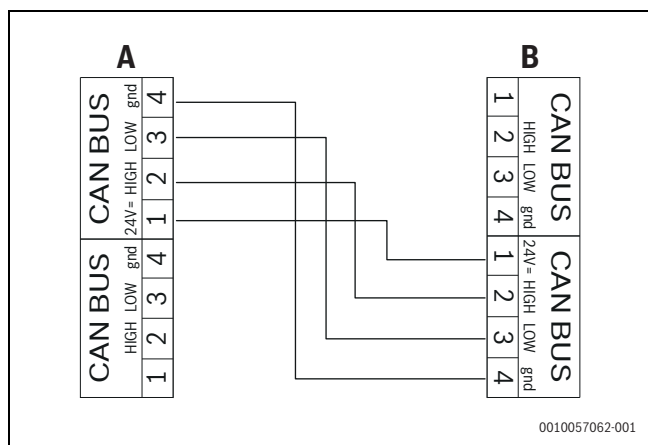 A
B
CAN BUS
24V= HIGH LOW gnd
1 2 3 4
CAN BUS
HIGH LOW gnd
1 2 3 4
1 2 3 4
HIGH LOW gnd
CAN BUS
1 2 3 4
24V= HIGH LOW gnd
CAN BUS
0010057062-001